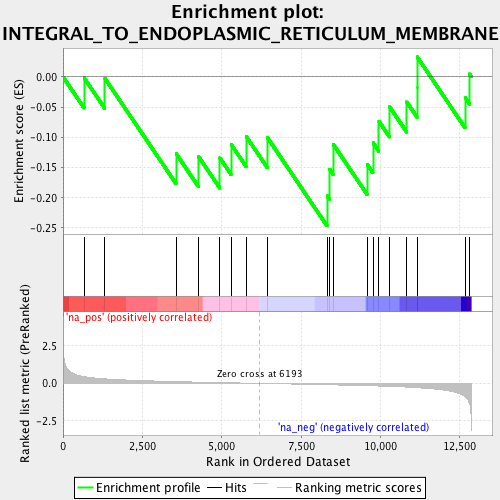 Enrichment plot:
INTEGRAL_TO_ENDOPLASMIC_RETICULUM_MEMBRANE
Enrichment score (ES)
0.00
-0.05
-0.10
-0.15
-0.20
-0.25
'na_pos' (positively correlated)
Ranked list metric (PreRanked)
2.5
0.0
-2.5
Zero cross at 6193
'na_neg' (negatively correlated)
0
2,500
5,000
7,500
10,000
12,500
Rank in Ordered Dataset
Enrichment profile
Hits
Ranking metric scores